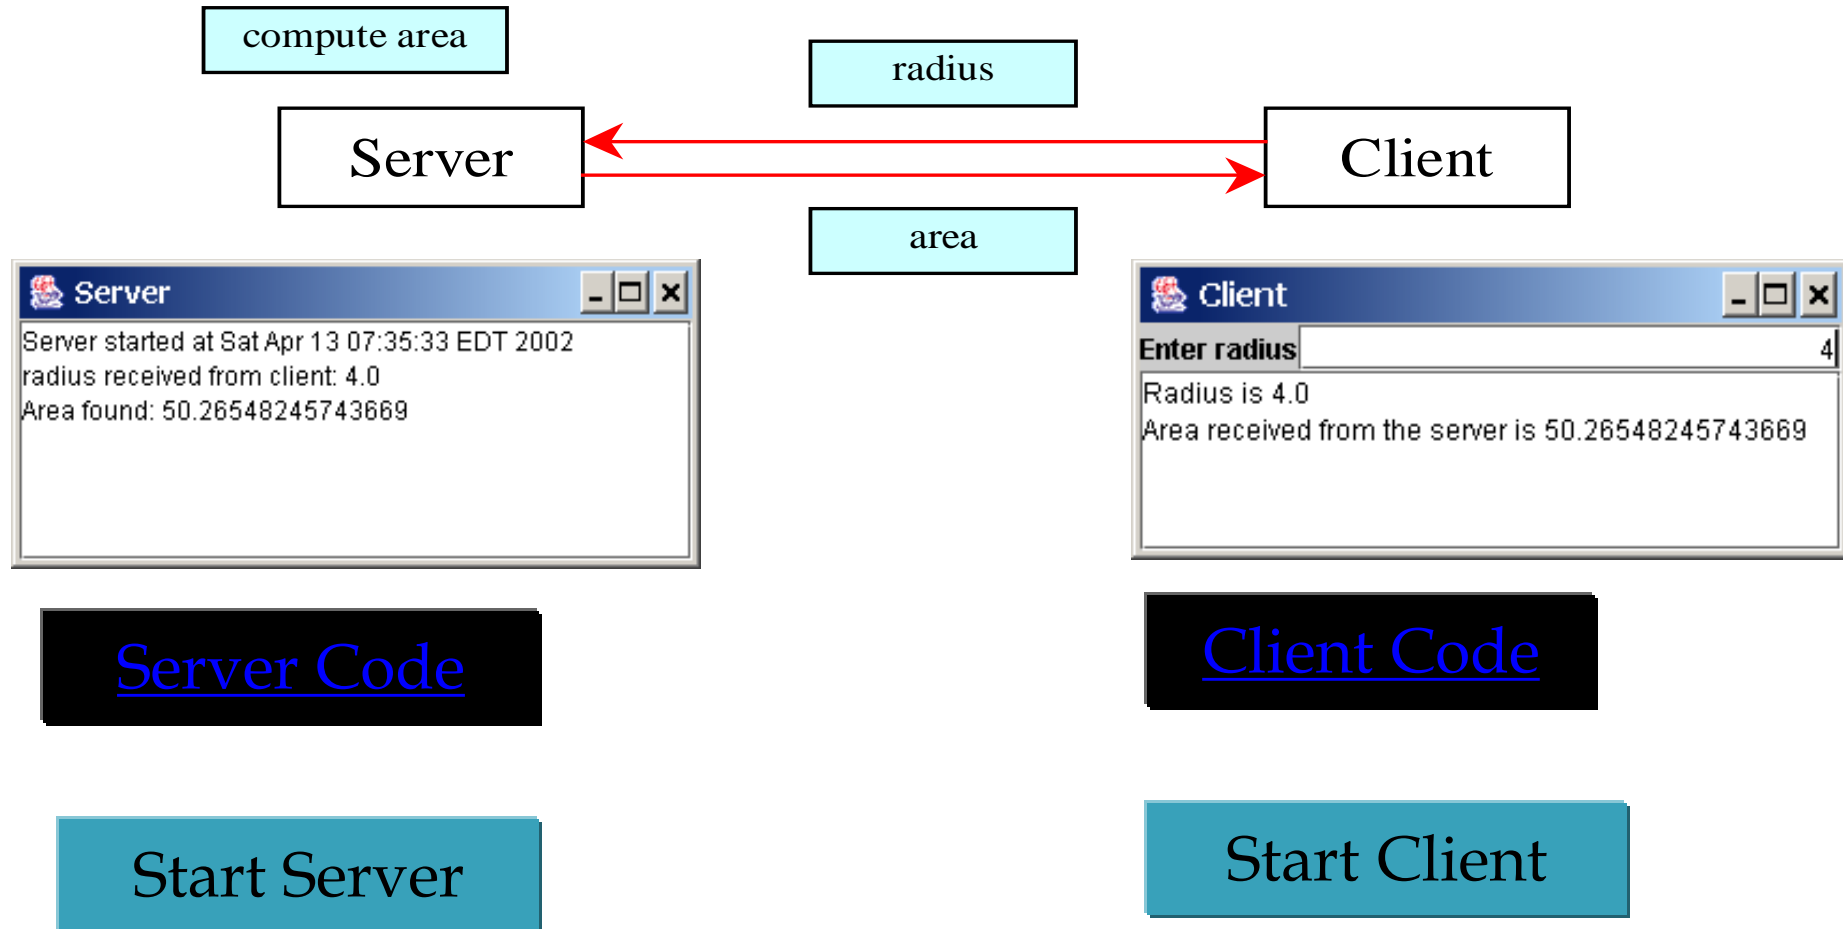 compute area
radius
Server
Client
area
Server
Server started at Sat Apr 13 07:35:33 EDT 2002
radius received from client: 4.0
Area found: 50.26548245743669
Client
Enter radius 4
Radius is 4.0
Area received from the server is 50.26548245743669
Server Code
Client Code
Start Server
Start Client